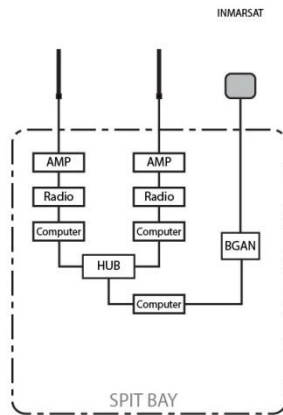 INMARSAT
AMP
AMP
Radio
Radio
Computer
Computer
BGAN
HUB
Computer
SPIT BAY